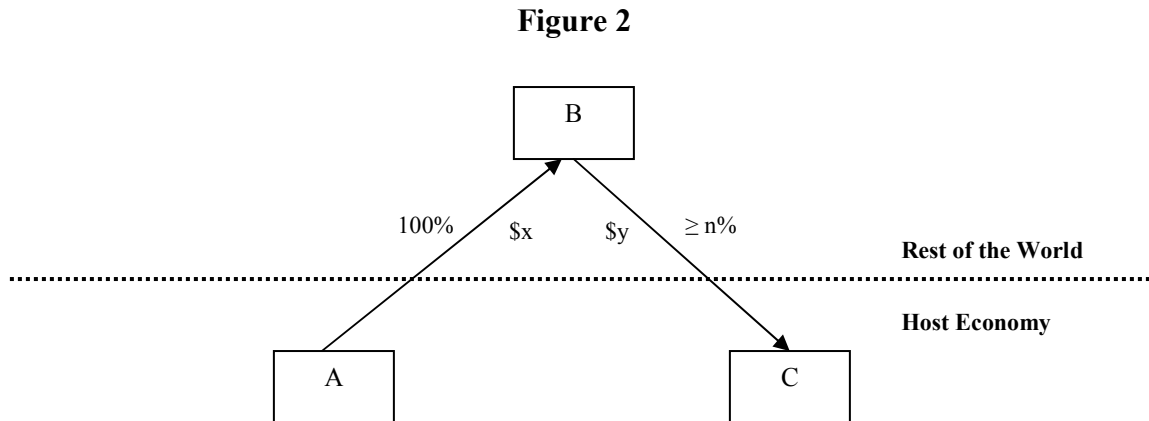 Figure 2
B
100%
$x
$y
≥ n%
Rest of the World
Host Economy
A
C